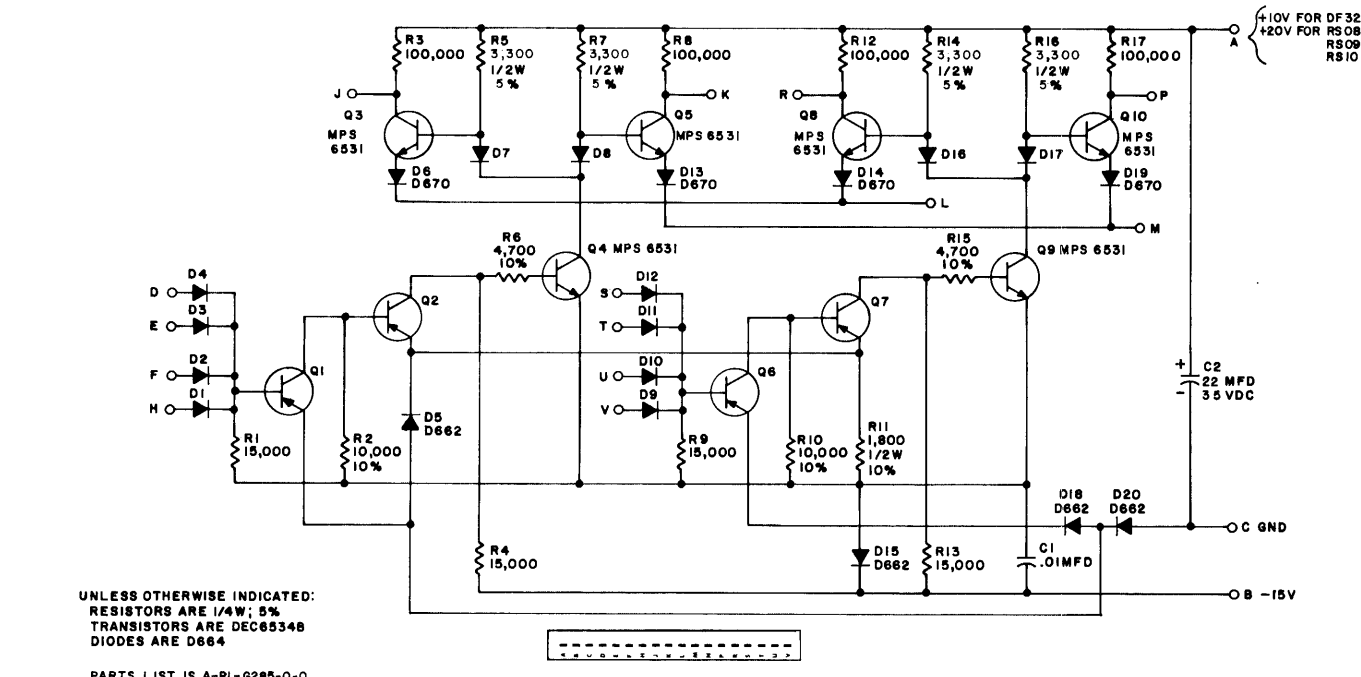 +10V FOR DF32
+20V FOR RS08
RS09
RS10
A
R3
100,000
R5
3,300
1/2W
5%
R7
3,300
1/2W
5%
R8
100,000
R12
100,000
R14
3,300
1/2W
5%
R16
3,300
1/2W
5%
R17
100,000
J
K
R
P
Q3
MPS
6531
Q5
MPS 6531
Q8
MPS
6531
Q10
MPS
6531
D7
D8
D16
D17
D6
D670
D13
D670
D14
D670
D19
D670
L
M
R6
4,700
10%
Q4 MPS 6531
R15
4,700
10%
Q9 MPS 6531
D4
D
D3
E
D2
F
D1
H
Q1
Q2
D12
S
D11
T
D10
U
D9
V
Q6
Q7
+
C2
22 MFD
35 VDC
-
R1
15,000
R2
10,000
10%
D5
D662
R9
15,000
R10
10,000
10%
R11
1,800
1/2W
10%
D18
D662
D20
D662
C GND
R4
15,000
D15
D662
R13
15,000
C1
.01MFD
B -15V
UNLESS OTHERWISE INDICATED:
RESISTORS ARE 1/4W; 5%
TRANSISTORS ARE DEC6534B
DIODES ARE D664
PARTS LIST IS A-PL-G285-0-0